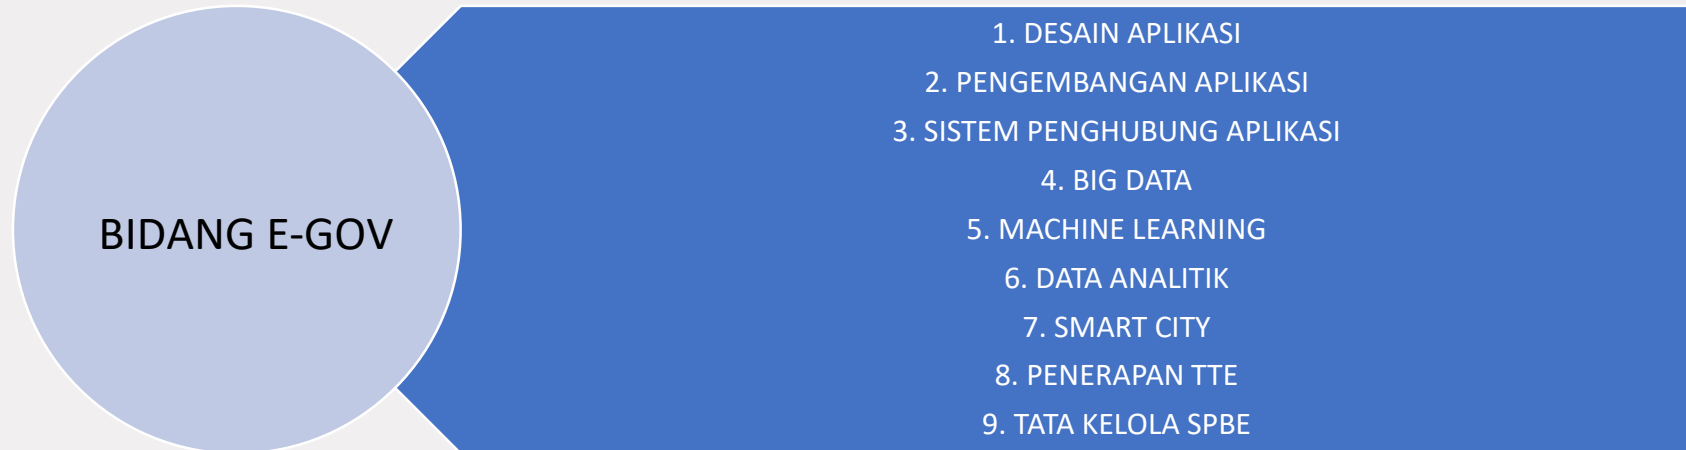 BIDANG E-GOV
1. DESAIN APLIKASI
2. PENGEMBANGAN APLIKASI
3. SISTEM PENGHUBUNG APLIKASI
4. BIG DATA
5. MACHINE LEARNING
6. DATA ANALITIK
7. SMART CITY
8. PENERAPAN TTE
9. TATA KELOLA SPBE